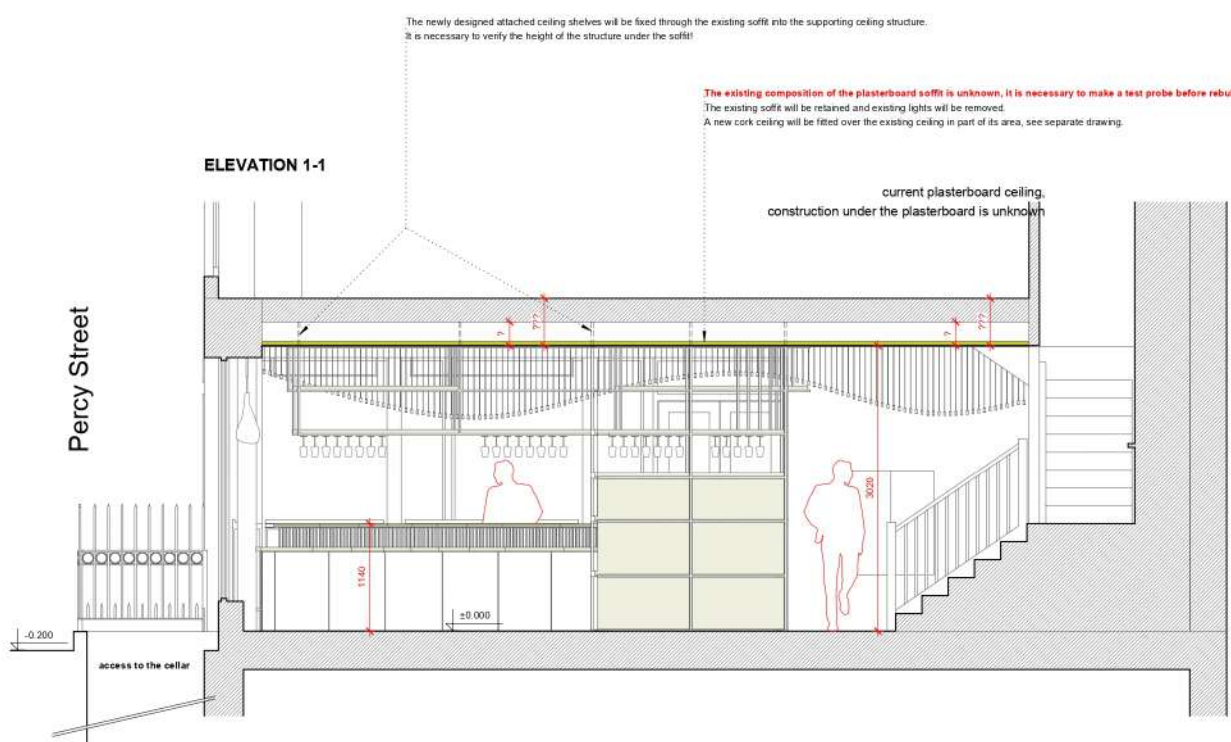 The newly designed attached ceiling shelves will be fixed through the existing soffit into the supporting ceiling structure.
It is necessary to verify the height of the structure under the soffit!
The existing composition of the plasterboard soffit is unknown, it is necessary to make a test probe before rebui
The existing soffit will be retained and existing lights will be removed.
A new cork ceiling will be fitted over the existing ceiling in part of its area, see separate drawing.
ELEVATION 1-1
current plasterboard ceiling,
construction under the plasterboard is unknown
Percy Street
?
???
?
???
3020
1140
±0.000
-0.200
access to the cellar